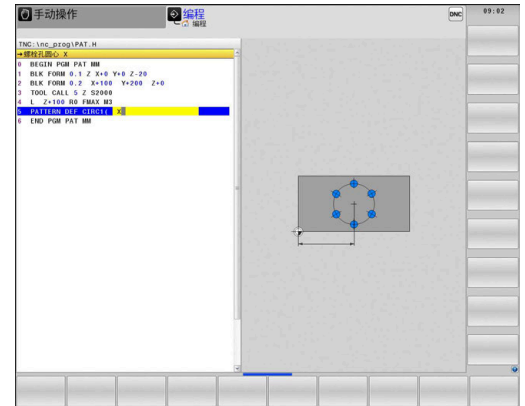 手动操作
编程
编程
DNC
09:02
TNC:\nc_prog\PAT.H
→螺栓孔圆心 X
0 BEGIN PGM PAT MM
1 BLK FORM 0.1 Z X+0 Y+0 Z-20
2 BLK FORM 0.2 X+100 Y+200 Z+0
3 TOOL CALL 5 Z S2000
4 L Z+100 R0 FMAX M3
5 PATTERN DEF CIRC1( X
6 END PGM PAT MM